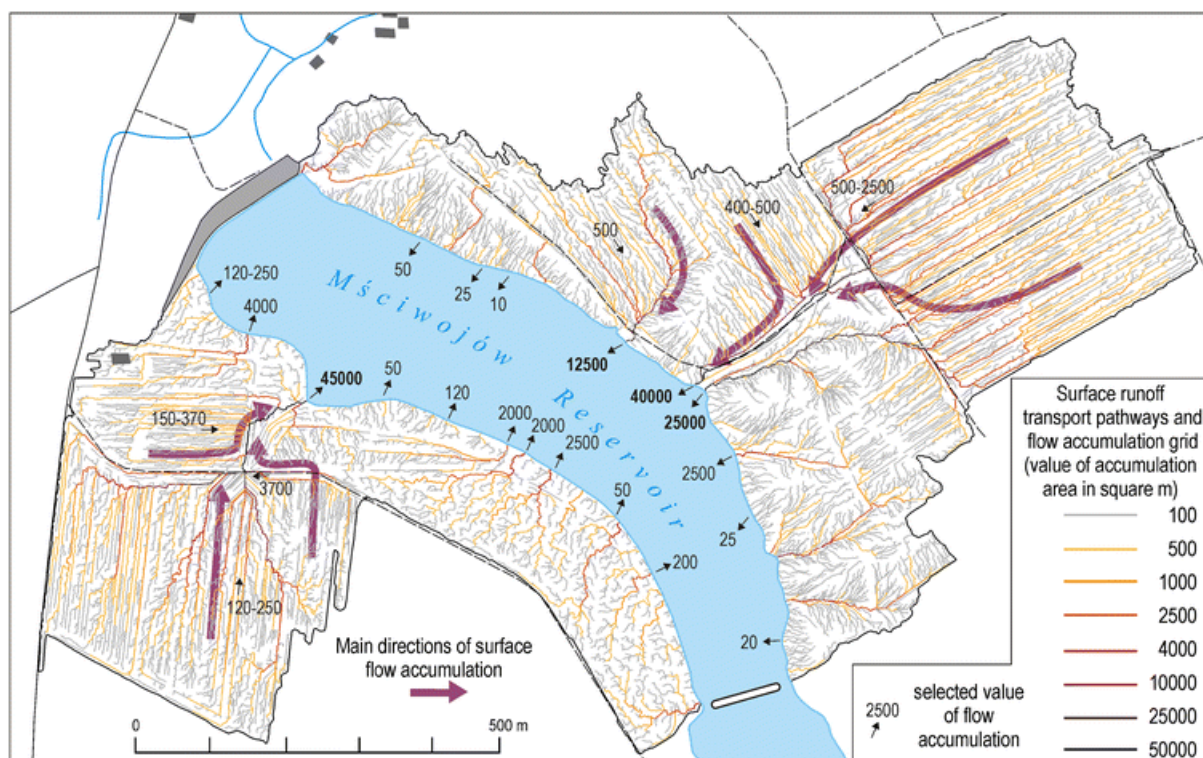 500-2500
400-500
500
120-250
50
25
10
4000
Mściwojów
Reservoir
12500
40000
25000
45000
50
120
2000
2000
2500
2500
150-370
3700
50
25
200
120-250
20
Main directions of surface
flow accumulation
0
500 m
Surface runoff
transport pathways and
flow accumulation grid
(value of accumulation
area in square m)
100
500
1000
2500
4000
10000
25000
50000
2500
selected value
of flow
accumulation